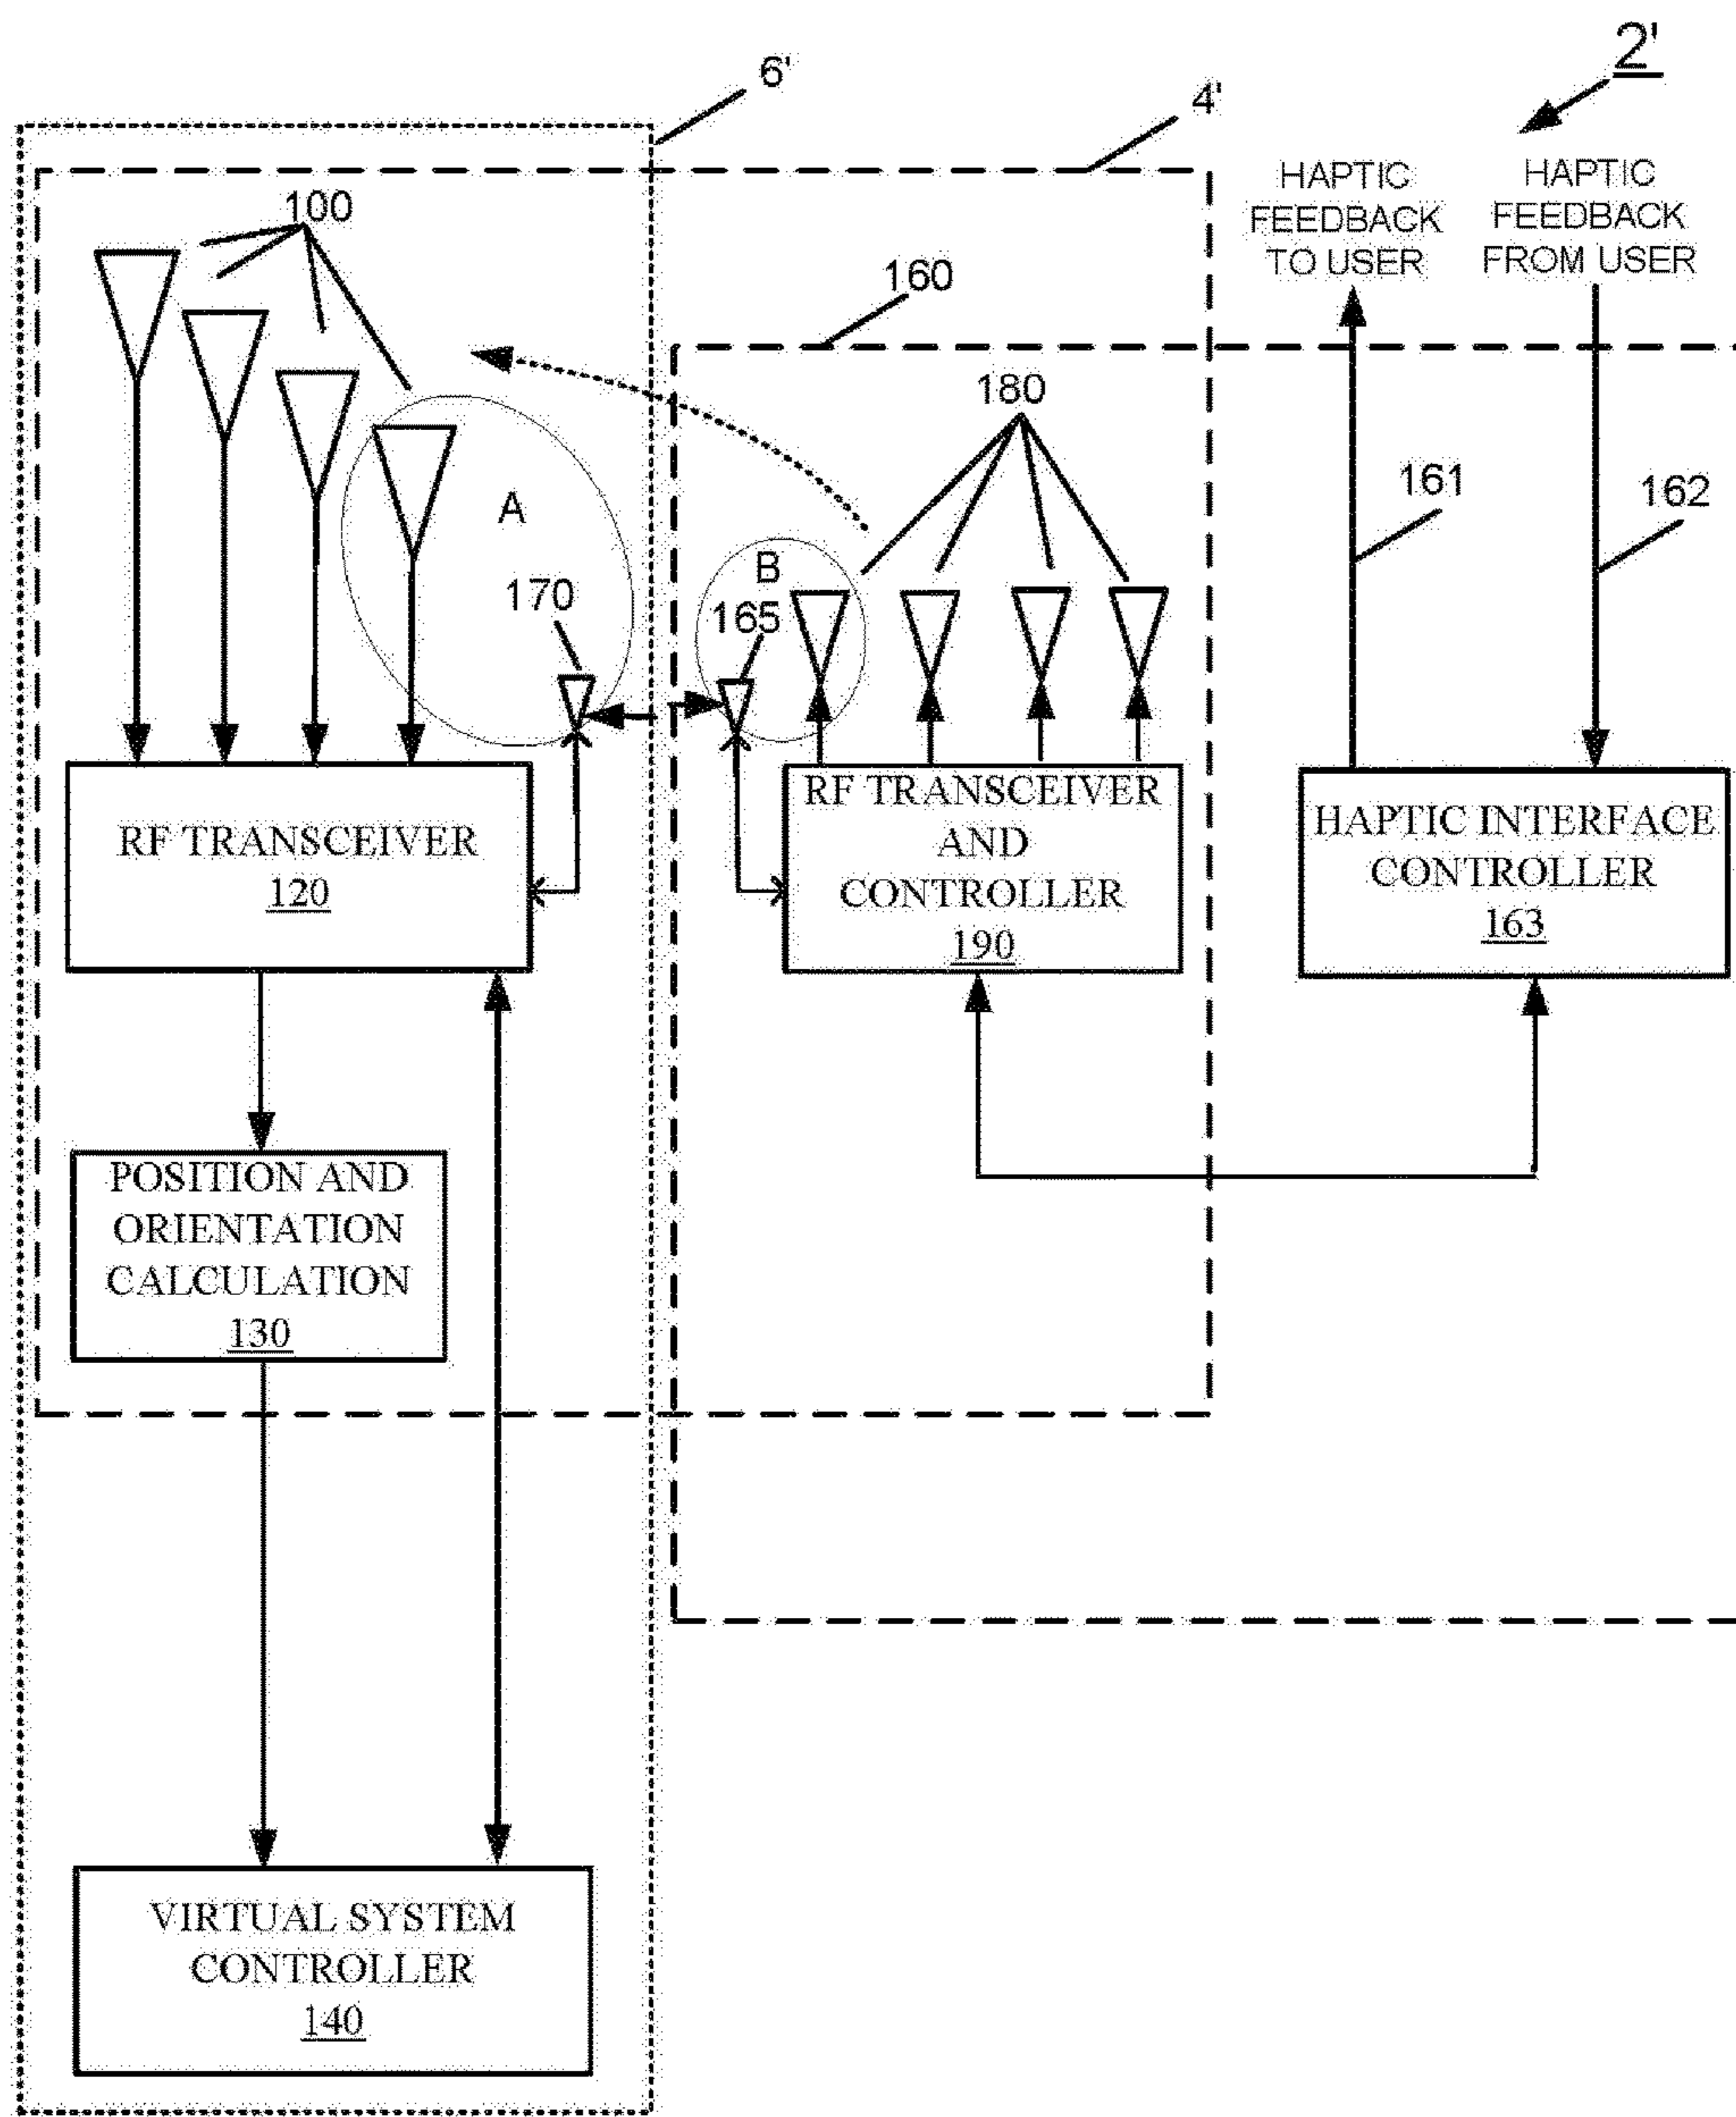 2'
6'
4'
HAPTIC
FEEDBACK
TO USER
HAPTIC
FEEDBACK
FROM USER
100
160
180
161
162
A
B
170
165
RF TRANSCEIVER
120
RF TRANSCEIVER
AND
CONTROLLER
190
HAPTIC INTERFACE
CONTROLLER
163
POSITION AND
ORIENTATION
CALCULATION
130
VIRTUAL SYSTEM
CONTROLLER
140